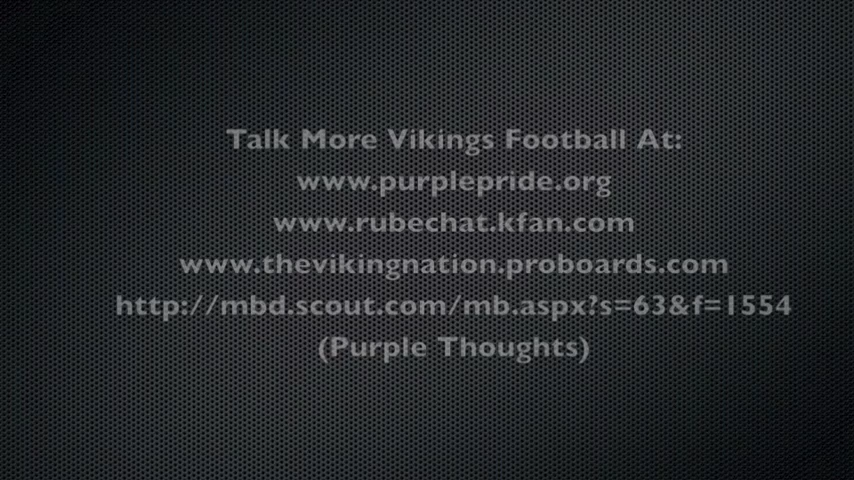 Talk More Vikings Football At:
www.purplepride.org
www.rubechat.kfan.com
www.thevikingnation.proboards.com
http://mbd.scout.com/mb.aspx?s=63&f=1554
(Purple Thoughts)